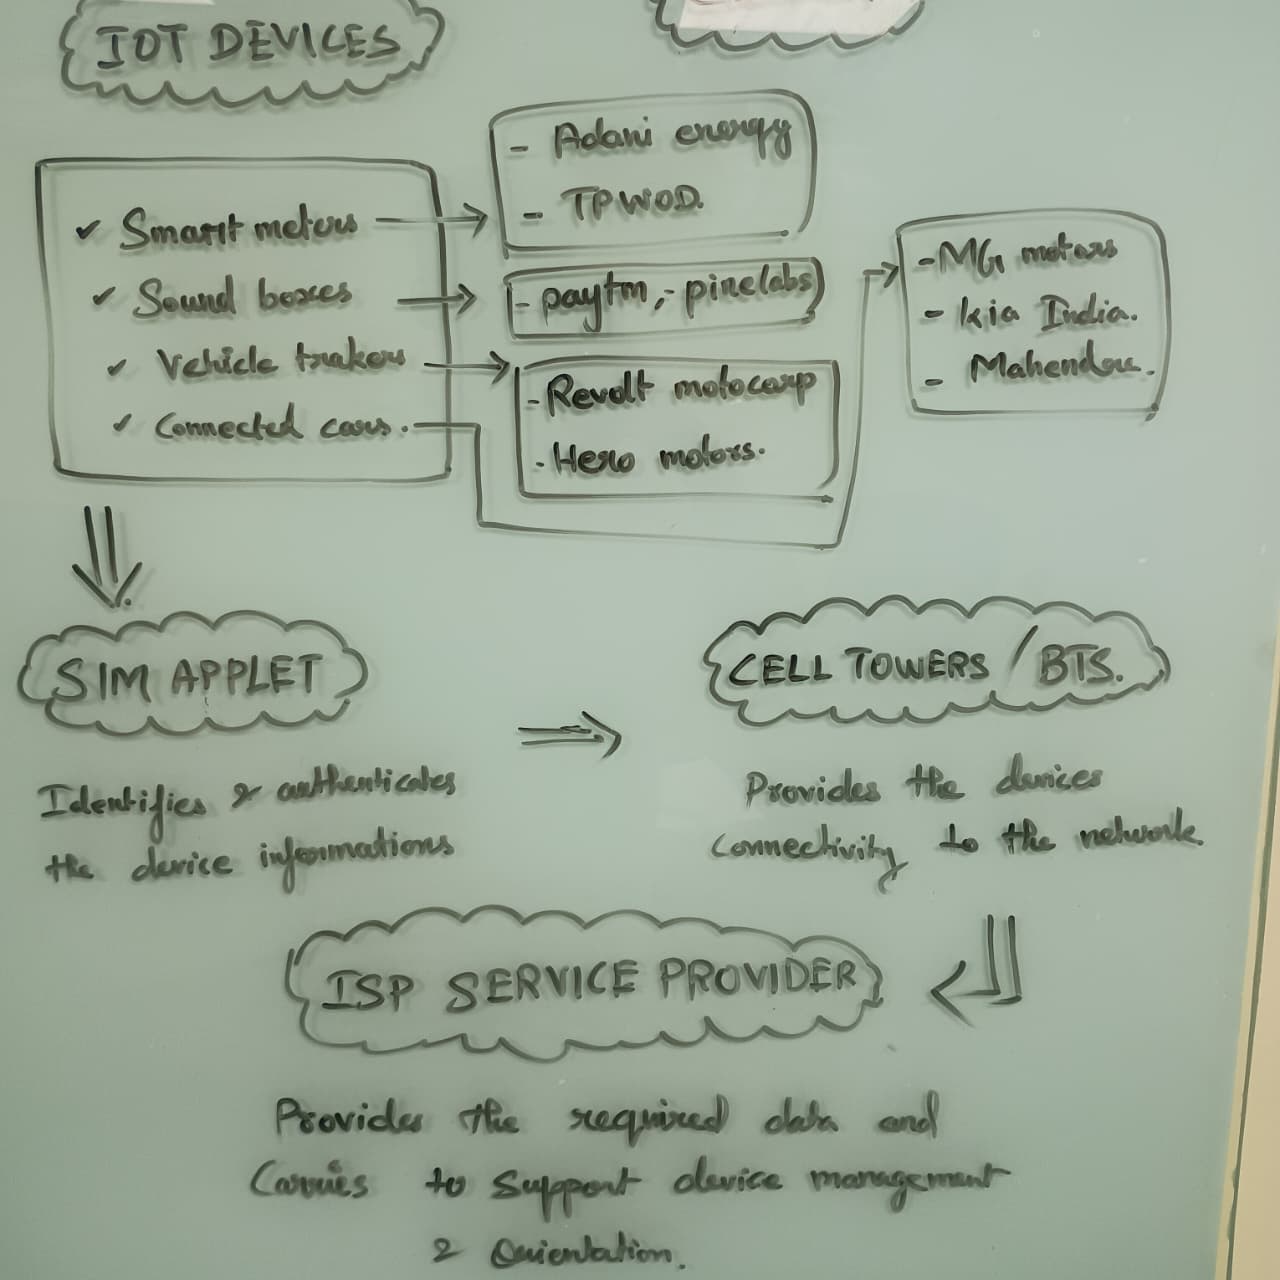 IOT DEVICES
✓ Smart meters
✓ Sound boxes
✓ Vehicle trakers
✓ Connected cars.
- Adani energy
- TPWOD.
- paytm, - pinelabs
- Revolt motocorp
- Hero motors.
- MG motors
- kia India.
- Mahendra.
SIM APPLET
Identifies & authenticates
the device informations
CELL TOWERS / BTS.
Provides the devices
connectivity to the network.
ISP SERVICE PROVIDER
Provides the required data and
Carries to support device management
& Orientation.